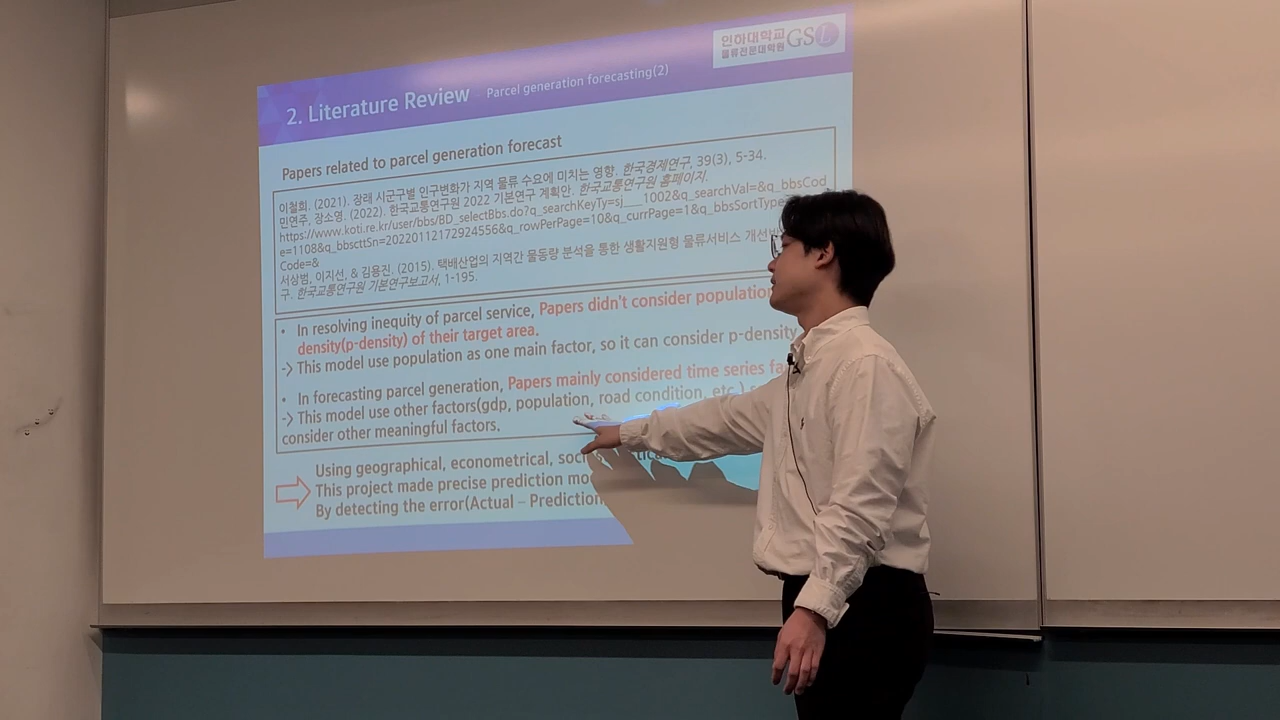 인하대학교
물류전문대학원 GSL
2. Literature Review Parcel generation forecasting(2)
Papers related to parcel generation forecast
이철희. (2021). 장래 시군구별 인구변화가 지역 물류 수요에 미치는 영향. 한국경제연구, 39(3), 5-34.
민연주, 장소영. (2022). 한국교통연구원 2022 기본연구 계획안. 한국교통연구원 홈페이지.
https://www.koti.re.kr/user/bbs/BD_selectBbs.do?q_searchKeyTy=sj___1002&q_searchVal=&q_bbsCod
e=1108&q_bbscttSn=20220112172924556&q_rowPerPage=10&q_currPage=1&q_bbsSortType=
Code=&
서상범, 이지선, & 김용진. (2015). 택배산업의 지역간 물동량 분석을 통한 생활지원형 물류서비스 개선
구. 한국교통연구원 기본연구보고서, 1-195.
• In resolving inequity of parcel service, Papers didn't consider population
density(p-density) of their target area.
-> This model use population as one main factor, so it can consider p-density
• In forecasting parcel generation, Papers mainly considered time series
-> This model use other factors(gdp, population, road condition, etc.)
consider other meaningful factors.
Using geographical, econometrical,
This project made precise prediction
By detecting the error(Actual – Prediction